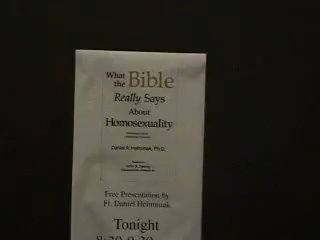 What the Bible
Really Says
About
Homosexuality
Daniel A. Helminiak, Ph.D.
Free Presentation by
Fr. Daniel Helminiak
Tonight